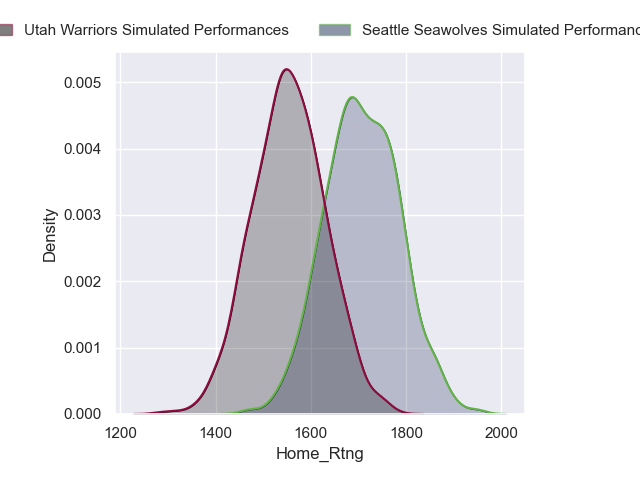 Utah Warriors Simulated Performances
Seattle Seawolves Simulated
0.005
0.004
0.003
0.002
0.001
0.000
Density
1200 1400 1600 1800 2000
Home_Rtng